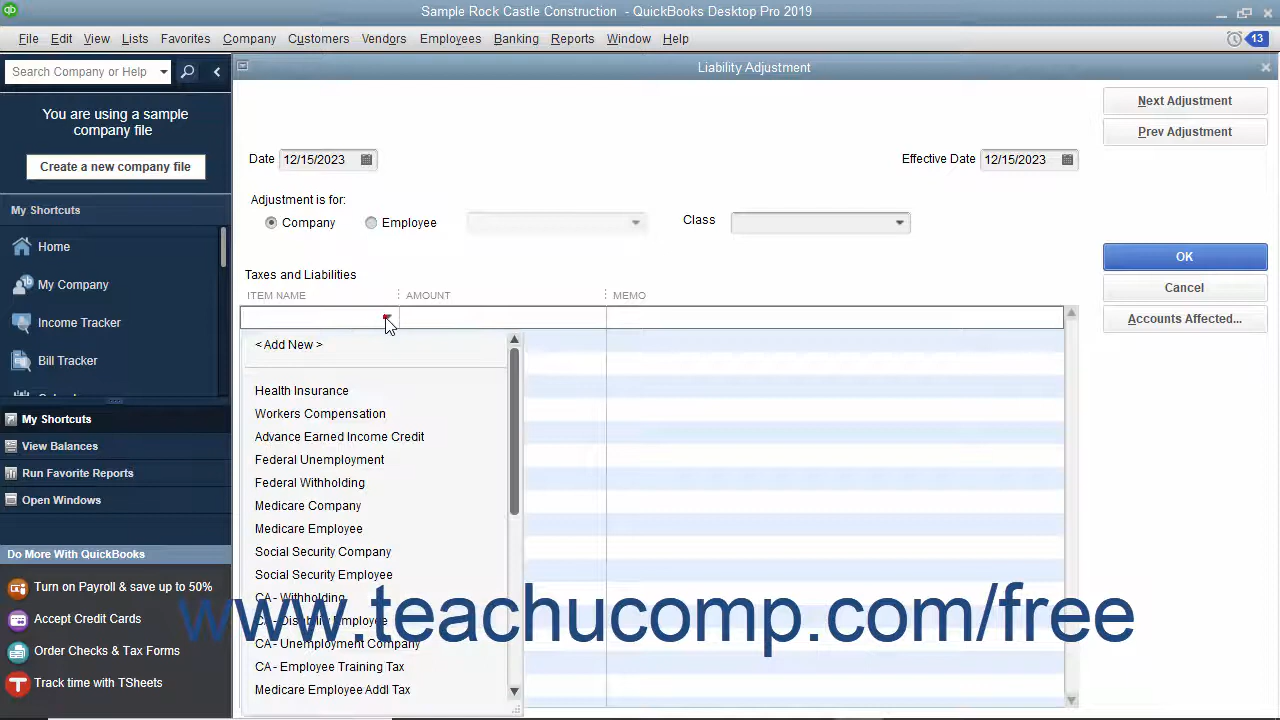 Sample Rock Castle Construction - QuickBooks Desktop Pro 2019
File Edit View Lists Favorites Company Customers Vendors Employees Banking Reports Window Help
13
Search Company or Help
Liability Adjustment
You are using a sample
company file
Create a new company file
My Shortcuts
Home
My Company
Income Tracker
Bill Tracker
My Shortcuts
View Balances
Run Favorite Reports
Open Windows
Do More With QuickBooks
Turn on Payroll & save up to 50%
Accept Credit Cards
Order Checks & Tax Forms
Track time with TSheets
Date 12/15/2023
Effective Date 12/15/2023
Adjustment is for:
Company Employee
Class
Taxes and Liabilities
ITEM NAME AMOUNT MEMO
< Add New >
Health Insurance
Workers Compensation
Advance Earned Income Credit
Federal Unemployment
Federal Withholding
Medicare Company
Medicare Employee
Social Security Company
Social Security Employee
CA - Withholding
CA - Disability Employee
CA - Unemployment Company
CA - Employee Training Tax
Medicare Employee Addl Tax
Next Adjustment
Prev Adjustment
OK
Cancel
Accounts Affected...
www.teachucomp.com/free